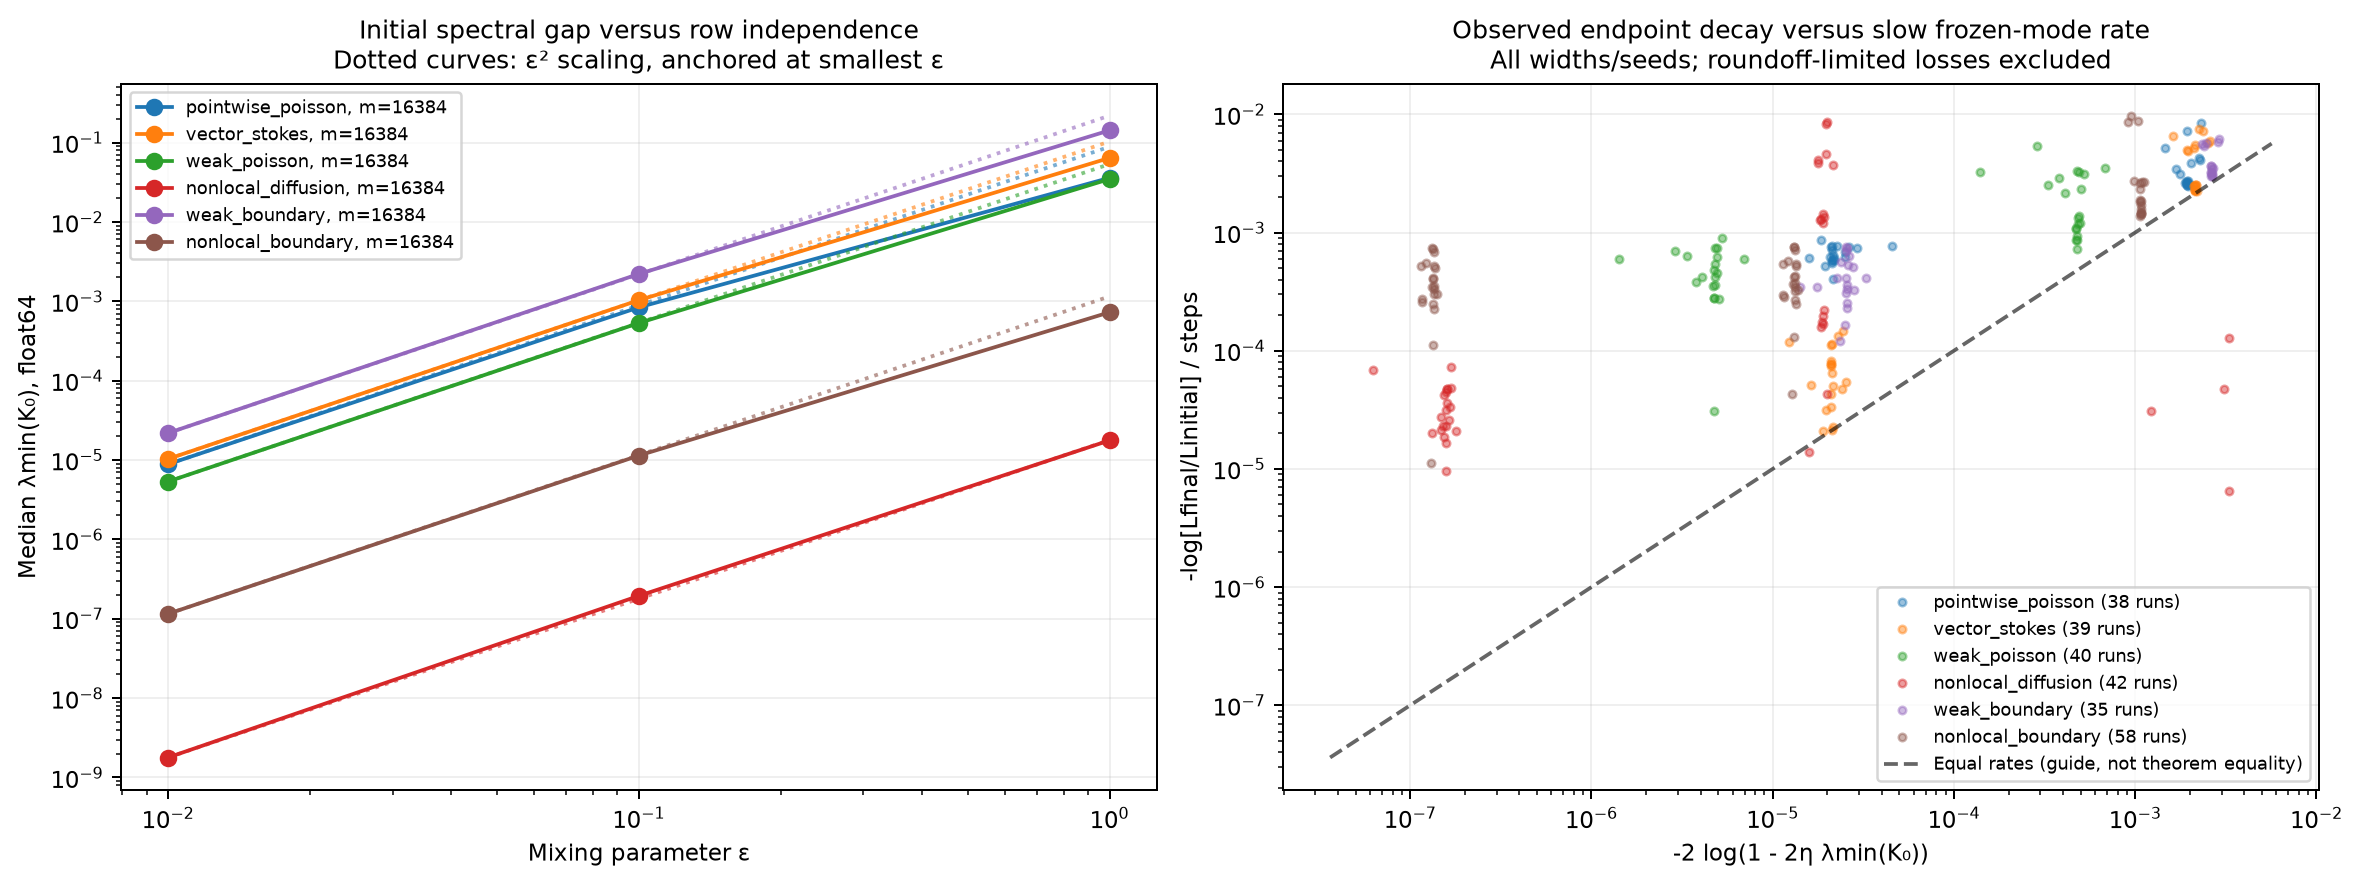 Initial spectral gap versus row independence
Dotted curves: ε² scaling, anchored at smallest ε
pointwise_poisson, m=16384
vector_stokes, m=16384
weak_poisson, m=16384
nonlocal_diffusion, m=16384
weak_boundary, m=16384
nonlocal_boundary, m=16384
Median λmin(K₀), float64
10⁻¹
10⁻²
10⁻³
10⁻⁴
10⁻⁵
10⁻⁶
10⁻⁷
10⁻⁸
10⁻⁹
10⁻²
10⁻¹
10⁰
Mixing parameter ε
Observed endpoint decay versus slow frozen-mode rate
All widths/seeds; roundoff-limited losses excluded
-log[Lfinal/Linitial] / steps
10⁻²
10⁻³
10⁻⁴
10⁻⁵
10⁻⁶
10⁻⁷
pointwise_poisson (38 runs)
vector_stokes (39 runs)
weak_poisson (40 runs)
nonlocal_diffusion (42 runs)
weak_boundary (35 runs)
nonlocal_boundary (58 runs)
Equal rates (guide, not theorem equality)
10⁻⁷
10⁻⁶
10⁻⁵
10⁻⁴
10⁻³
10⁻²
-2 log(1 - 2η λmin(K₀))